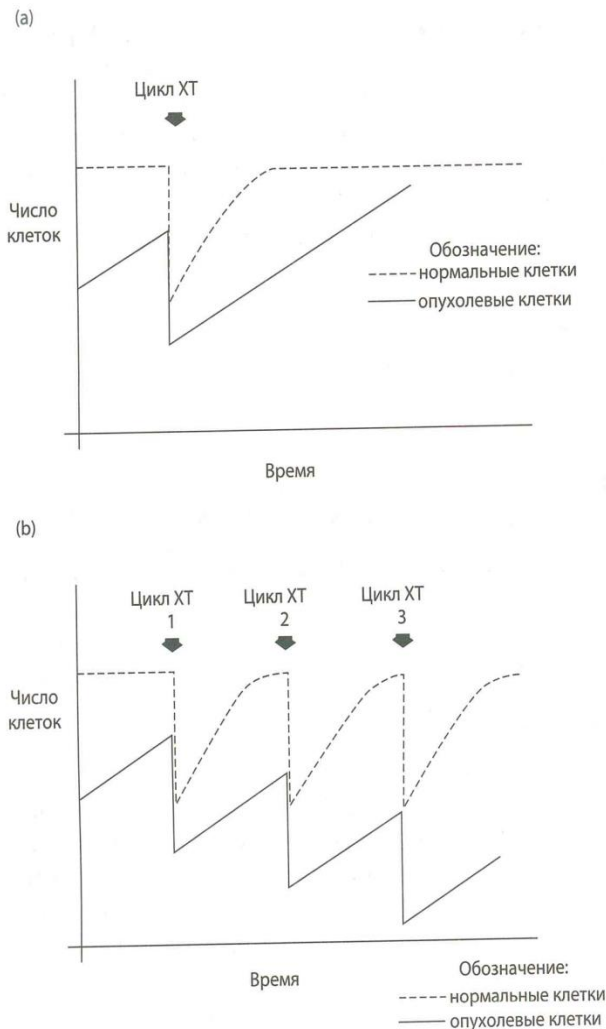 (a)
Цикл ХТ
Число
клеток
Обозначение:
нормальные клетки
опухолевые клетки
Время
(b)
Цикл ХТ
1
Цикл ХТ
2
Цикл ХТ
3
Число
клеток
Время
Обозначение:
нормальные клетки
опухолевые клетки